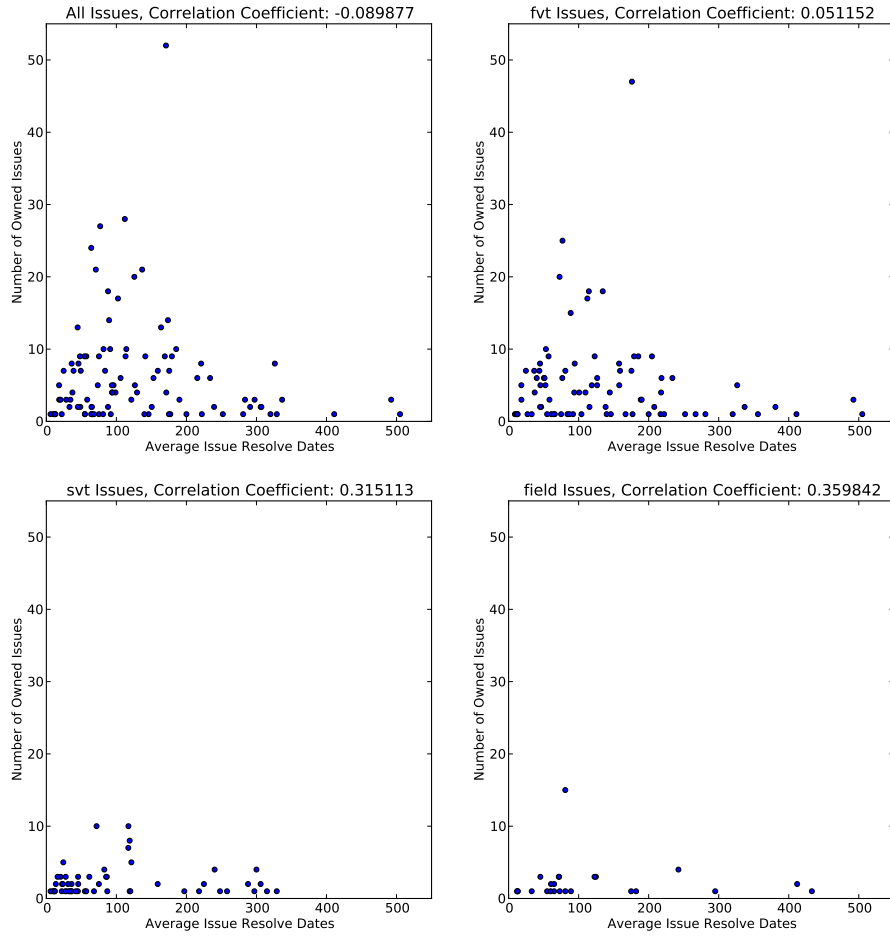 All Issues, Correlation Coefficient: -0.089877
50
40
30
20
10
0
Number of Owned Issues
0 100 200 300 400 500
Average Issue Resolve Dates
fvt Issues, Correlation Coefficient: 0.051152
50
40
30
20
10
0
Number of Owned Issues
0 100 200 300 400 500
Average Issue Resolve Dates
svt Issues, Correlation Coefficient: 0.315113
50
40
30
20
10
0
Number of Owned Issues
0 100 200 300 400 500
Average Issue Resolve Dates
field Issues, Correlation Coefficient: 0.359842
50
40
30
20
10
0
Number of Owned Issues
0 100 200 300 400 500
Average Issue Resolve Dates